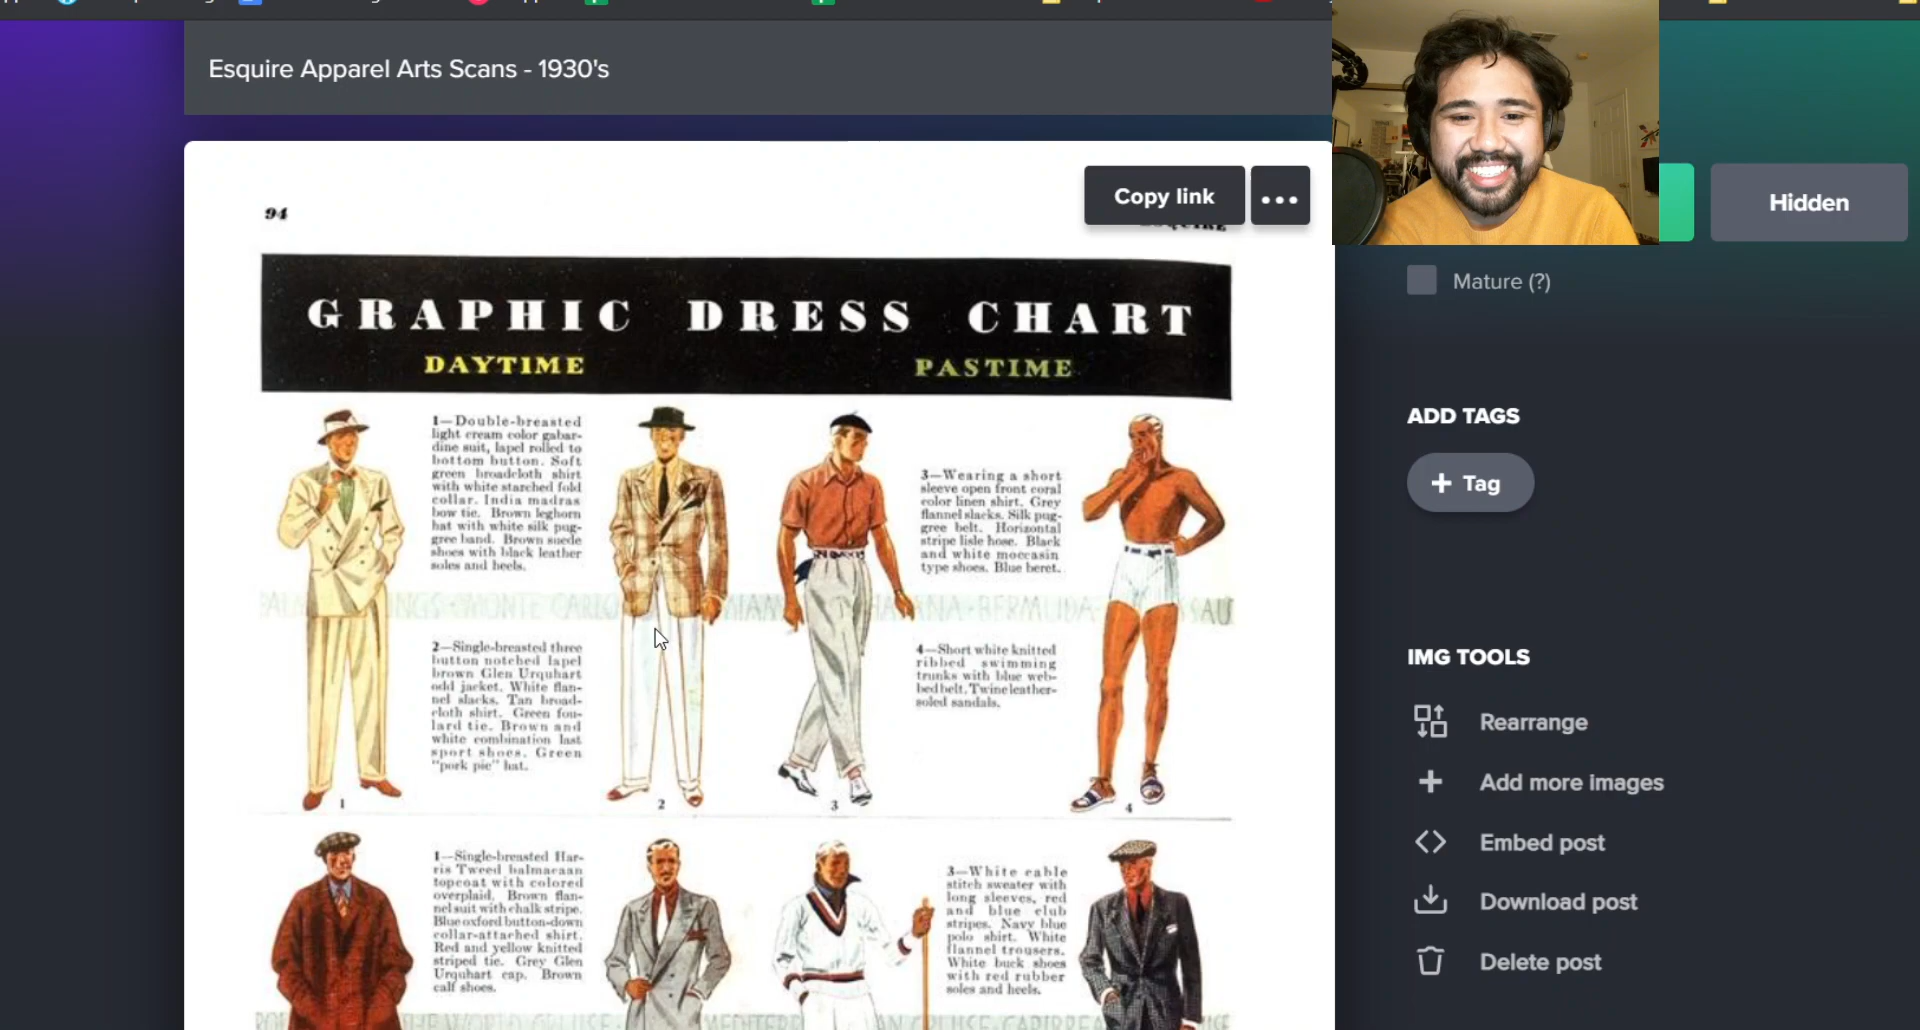 Esquire Apparel Arts Scans - 1930's
Copy link
...
Hidden
94
Mature (?)
GRAPHIC DRESS CHART
DAYTIME
PASTIME
ADD TAGS
+ Tag
1—Double-breasted
light cream color gabar-
dine suit, lapel rolled to
bottom button. Soft
green broadcloth shirt
with white starched fold
collar. India madras
bow tie. Brown leghorn
hat with white silk pug-
gree band. Brown suede
shoes with black leather
soles and heels.
3—Wearing a short
sleeve open front coral
color linen shirt. Grey
flannel slacks. Silk pug-
gree belt. Horizontal
stripe lisle hose. Black
and white moccasin
type shoes. Blue beret.
MONTE CARLO
BERMUDA
2—Single-breasted three
button notched lapel
brown Glen Urquhart
odd jacket. White flan-
nel slacks. Tan broad-
cloth shirt. Green fou-
lard tie. Brown and
white combination last
sport shoes. Green
"pork pie" hat.
4—Short white knitted
ribbed swimming
trunks with blue web-
bed belt. Twine leather-
soled sandals.
1
2
3
4
1—Single-breasted Har-
ris Tweed balmacaan
topcoat with colored
overplaid. Brown flan-
nel suit with chalk stripe.
Blue oxford button-down
collar-attached shirt.
Red and yellow knitted
striped tie. Grey Glen
Urquhart cap. Brown
calf shoes.
3—White cable
stitch sweater with
long sleeves, red
and blue club
stripes. Navy blue
polo shirt. White
flannel trousers.
White buck shoes
with red rubber
soles and heels.
IMG TOOLS
Rearrange
Add more images
Embed post
Download post
Delete post